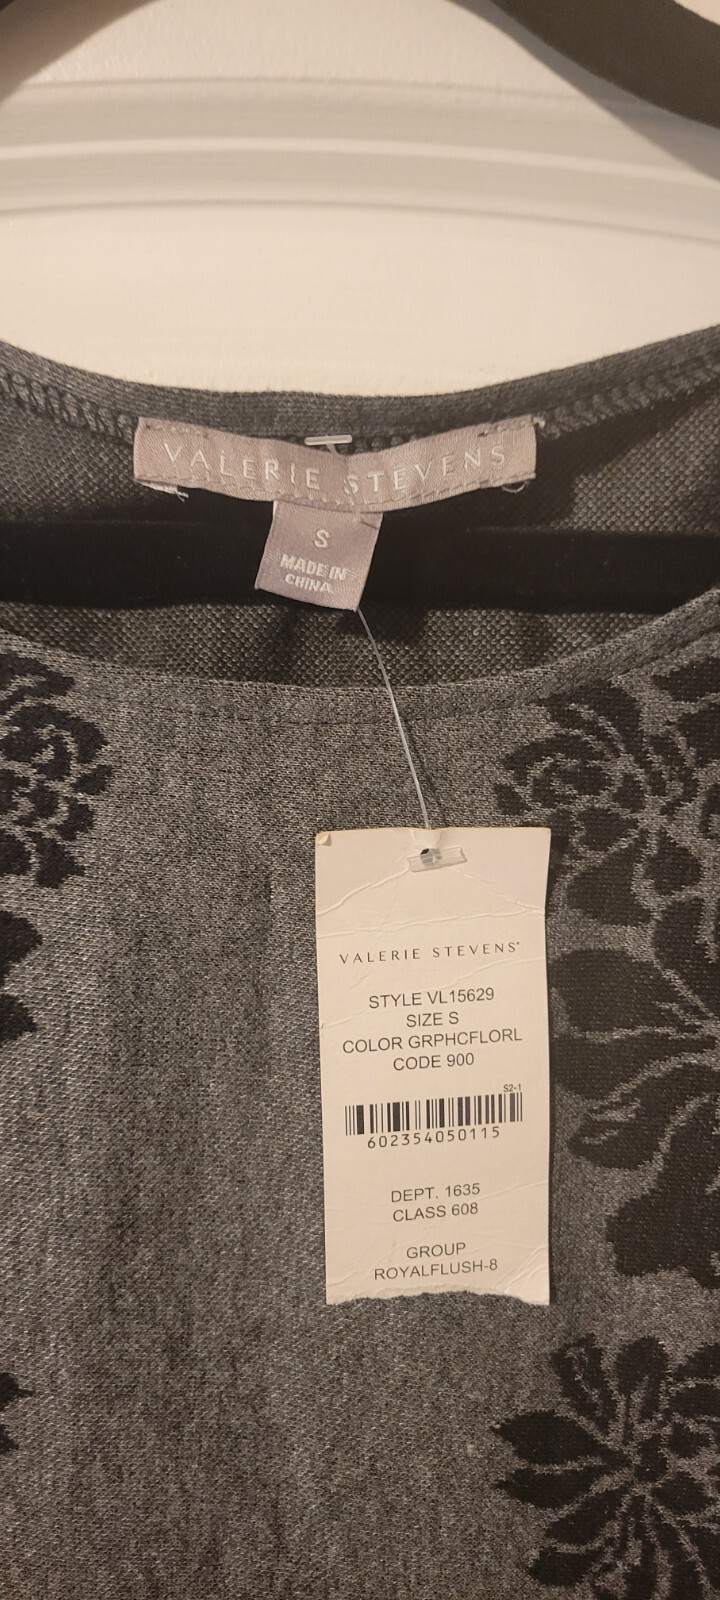 VALERIE STEVENS
S
MADE IN
CHINA
VALERIE STEVENS®
STYLE VL15629
SIZE S
COLOR GRPHCFLORL
CODE 900
S2-1
602354050115
DEPT. 1635
CLASS 608
GROUP
ROYALFLUSH-8